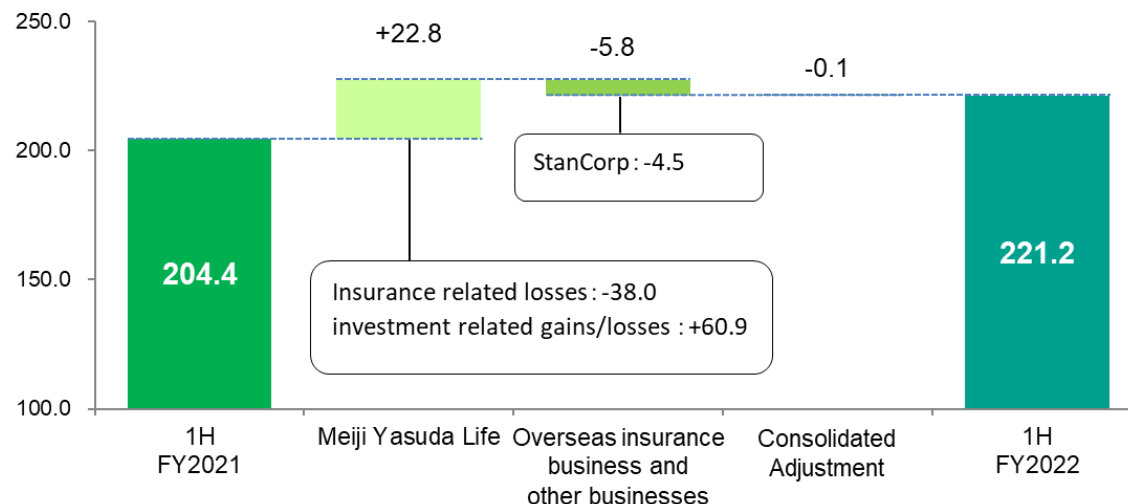 250.0
200.0
150.0
100.0
+22.8
-5.8
-0.1
StanCorp: -4.5
204.4
221.2
Insurance related losses: -38.0
investment related gains/losses : +60.9
1H
FY2021
Meiji Yasuda Life
Overseas insurance
business and
other businesses
Consolidated
Adjustment
1H
FY2022